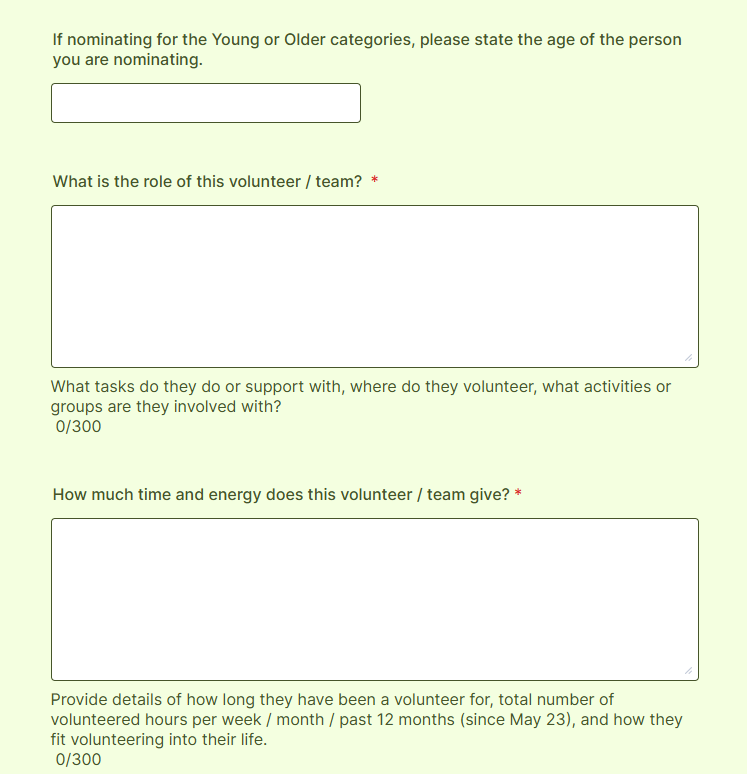 If nominating for the Young or Older categories, please state the age of the person
you are nominating.
What is the role of this volunteer / team? *
What tasks do they do or support with, where do they volunteer, what activities or
groups are they involved with?
0/300
How much time and energy does this volunteer / team give? *
Provide details of how long they have been a volunteer for, total number of
volunteered hours per week / month / past 12 months (since May 23), and how they
fit volunteering into their life.
0/300